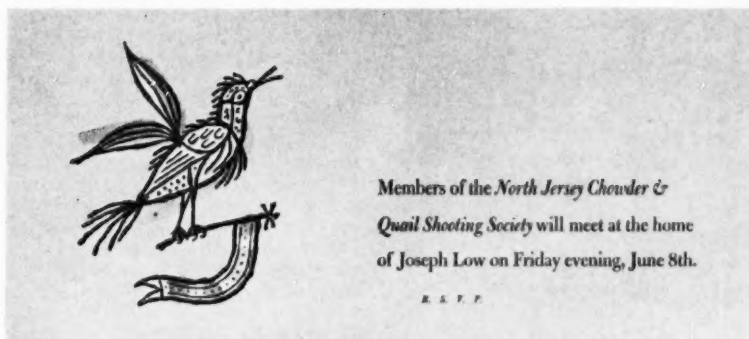 Members of the North Jersey Chowder &
Quail Shooting Society will meet at the home
of Joseph Low on Friday evening, June 8th.
R. S. V. P.